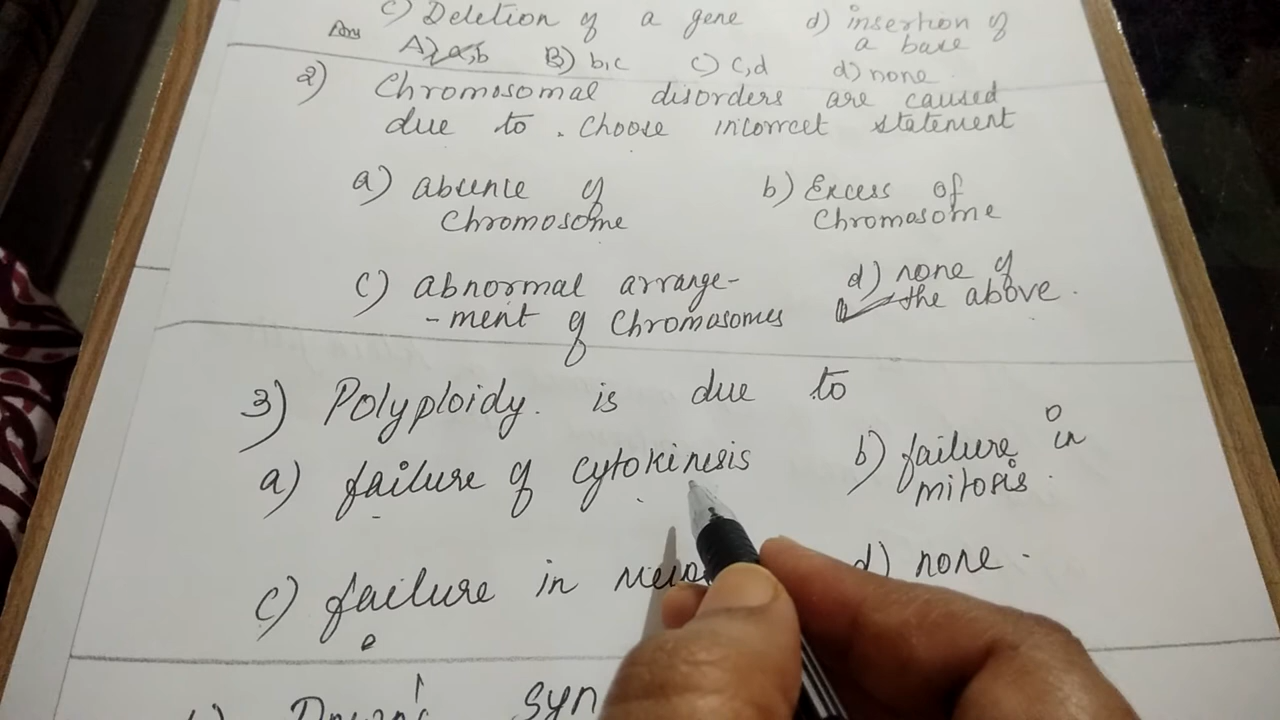 c) Deletion of a gene d) insertion of
a base
Ans A) a,b B) b,c c) c,d d) none
2) Chromosomal disorders are caused
due to . Choose incorrect statement
a) absence of b) Excess of
Chromosome Chromosome
c) abnormal arrange- d) none of
-ment of Chromosomes the above.
3) Polyploidy. is due to
a) failure of cytokinesis b) failure in
mitosis.
c) failure in d) none.